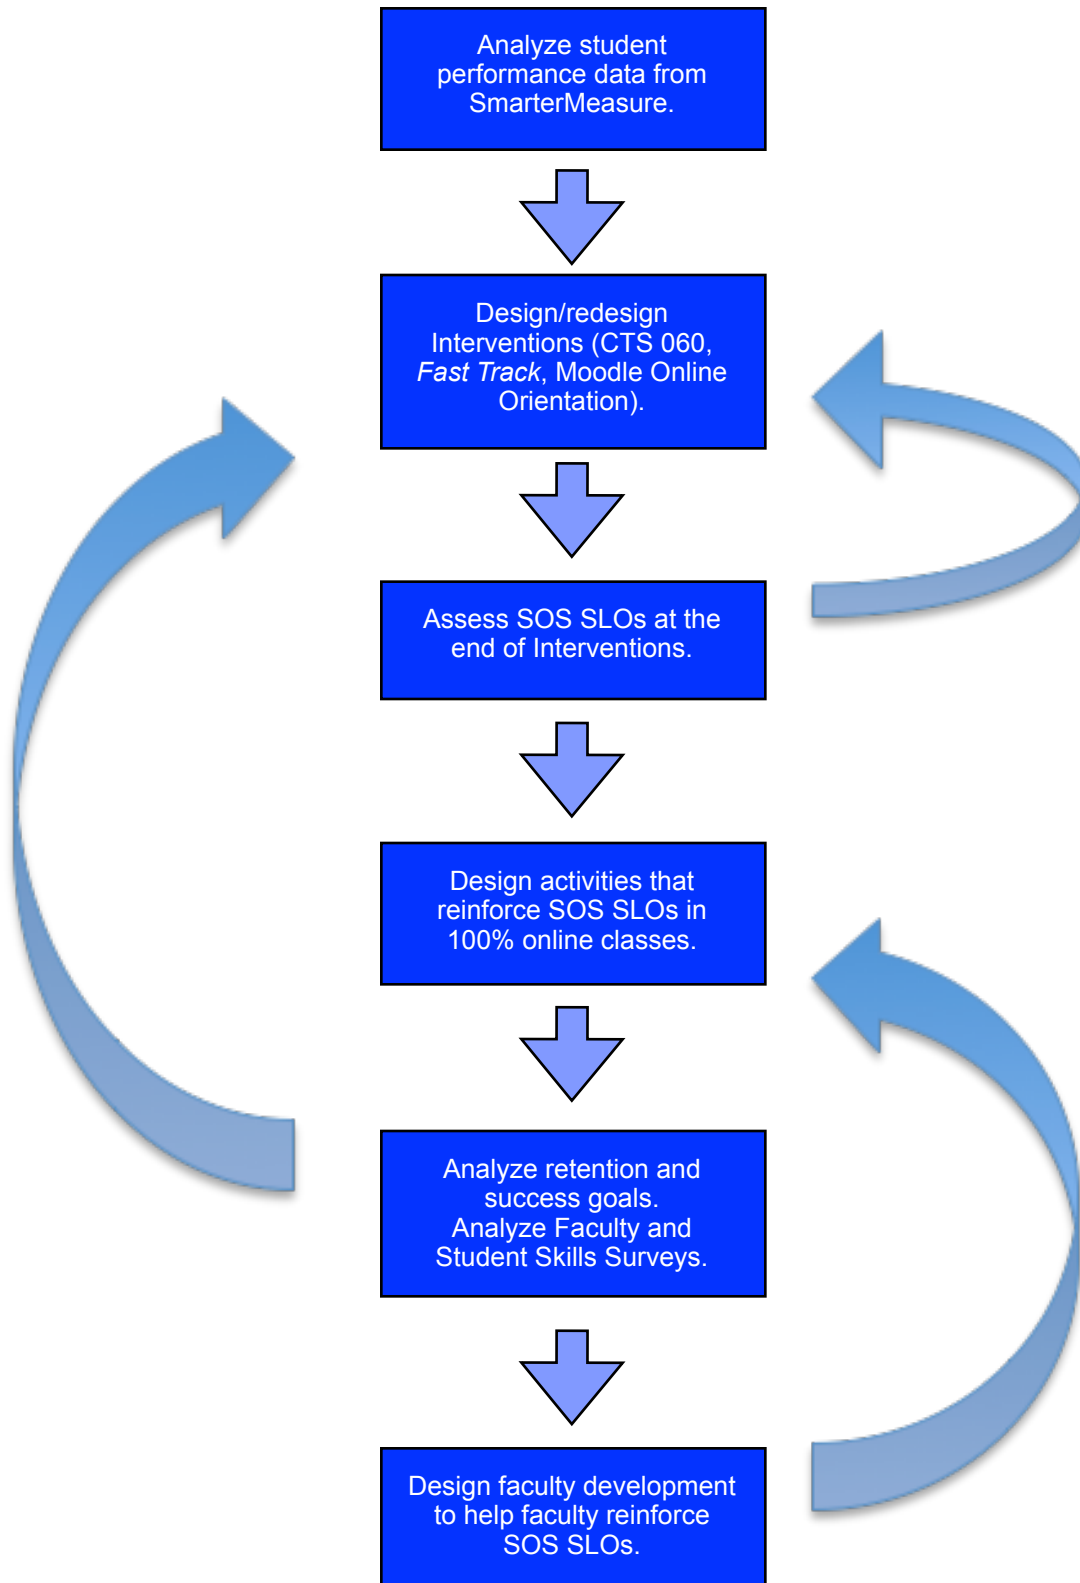 Analyze student
performance data from
SmarterMeasure.
Design/redesign
Interventions (CTS 060,
Fast Track, Moodle Online
Orientation).
Assess SOS SLOs at the
end of Interventions.
Design activities that
reinforce SOS SLOs in
100% online classes.
Analyze retention and
success goals.
Analyze Faculty and
Student Skills Surveys.
Design faculty development
to help faculty reinforce
SOS SLOs.